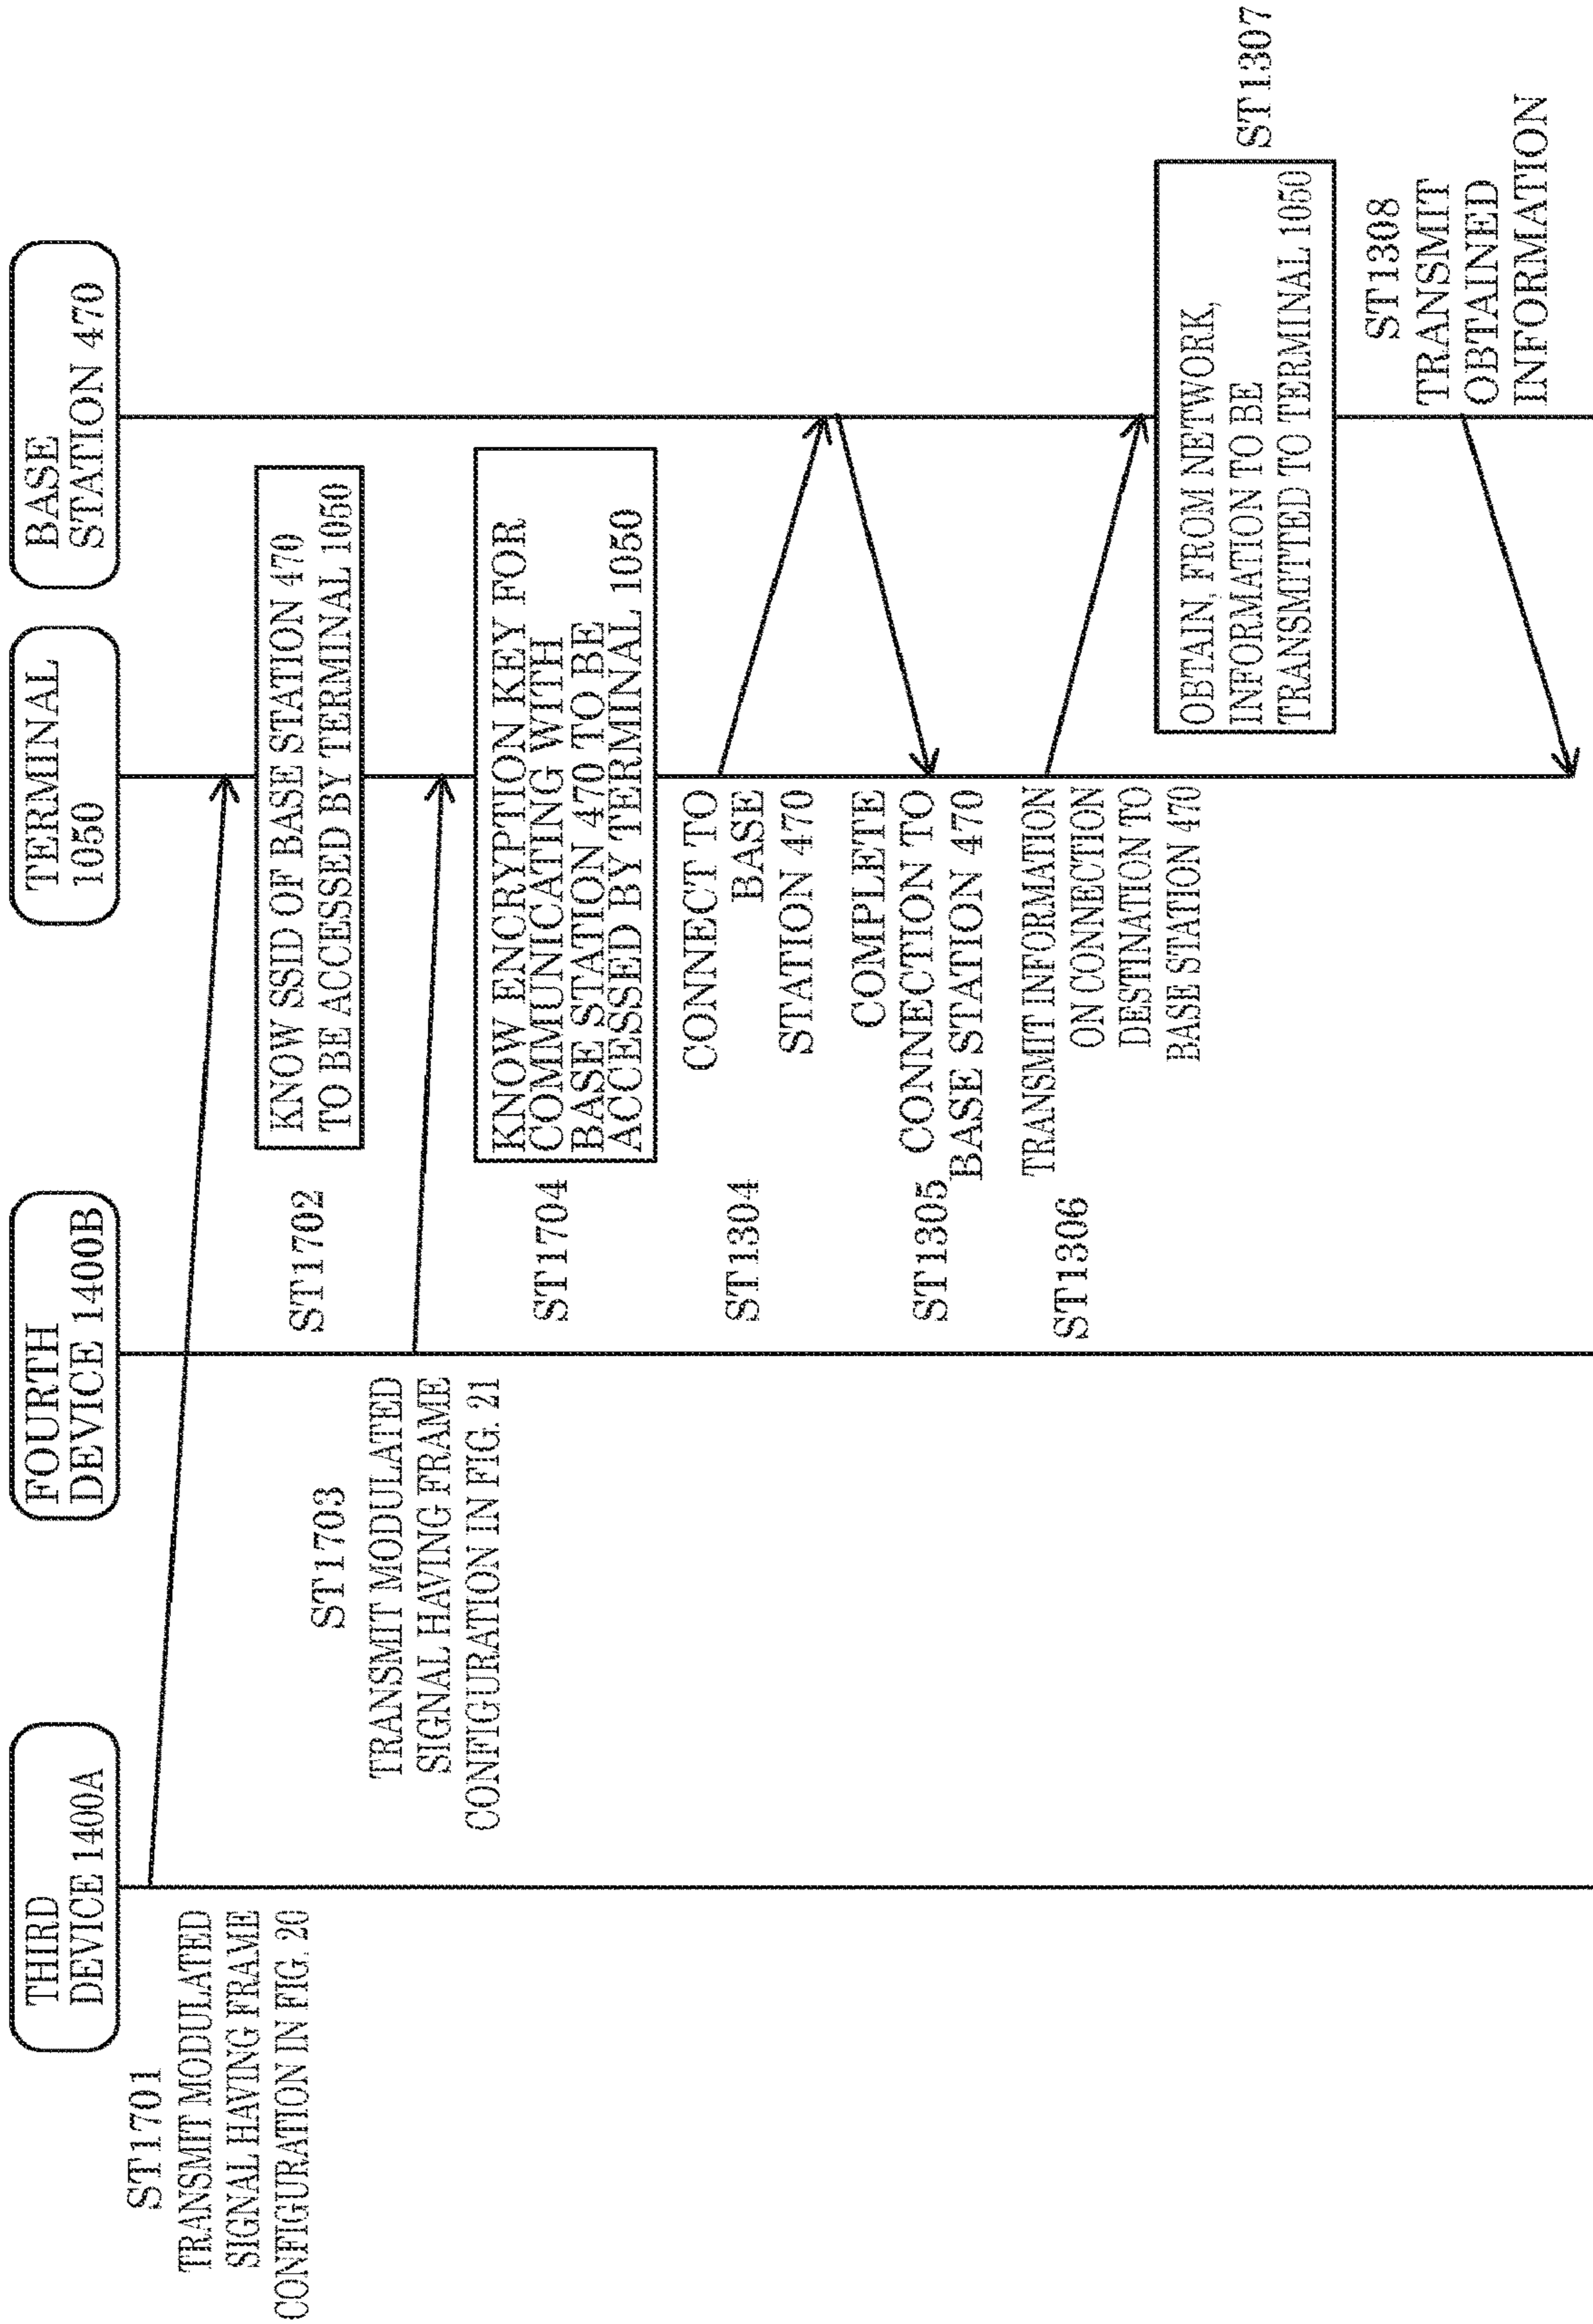 THIRD
DEVICE 1400A
FOURTH
DEVICE 1400B
TERMINAL
1050
BASE
STATION 470
ST1701
TRANSMIT MODULATED
SIGNAL HAVING FRAME
CONFIGURATION IN FIG. 20
ST1702
KNOW SSID OF BASE STATION 470
TO BE ACCESSED BY TERMINAL 1050
ST1703
TRANSMIT MODULATED
SIGNAL HAVING FRAME
CONFIGURATION IN FIG. 21
ST1704
KNOW ENCRYPTION KEY FOR
COMMUNICATING WITH
BASE STATION 470 TO BE
ACCESSED BY TERMINAL 1050
ST1304
CONNECT TO
BASE
STATION 470
ST1305
COMPLETE
CONNECTION TO
BASE STATION 470
ST1306
TRANSMIT INFORMATION
ON CONNECTION
DESTINATION TO
BASE STATION 470
ST1307
OBTAIN, FROM NETWORK,
INFORMATION TO BE
TRANSMITTED TO TERMINAL 1050
ST1308
TRANSMIT
OBTAINED
INFORMATION